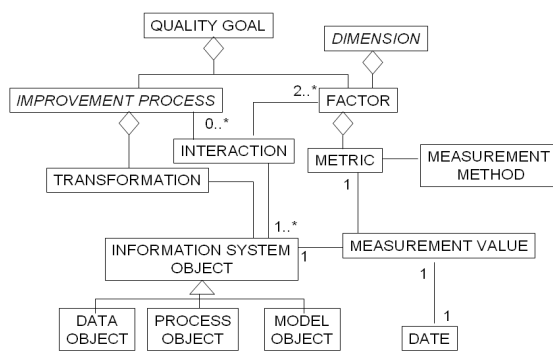 QUALITY GOAL
DIMENSION
IMPROVEMENT PROCESS
2..*
FACTOR
0..*
INTERACTION
METRIC
MEASUREMENT
METHOD
TRANSFORMATION
1
1..*
INFORMATION SYSTEM
OBJECT
1
MEASUREMENT VALUE
1
DATA
OBJECT
PROCESS
OBJECT
MODEL
OBJECT
1
DATE